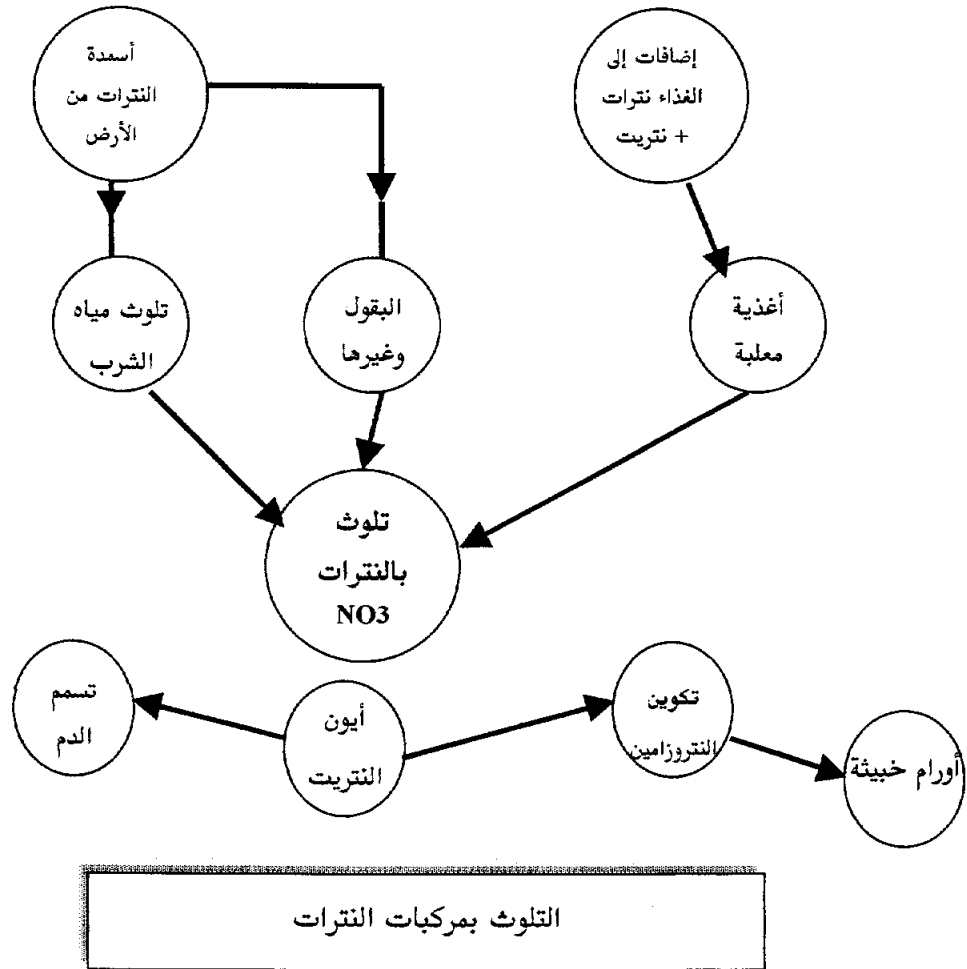 أسمدة
النترات من
الأرض
إضافات إلى
الغذاء نترات
+ نتريت
تلوث مياه
الشرب
البقول
وغيرها
أغذية
معلبة
تلوث
بالنترات
NO3
تسمم
الدم
أيون
النتريت
تكوين
النتروزامين
أورام خبيثة
التلوث بمركبات النترات